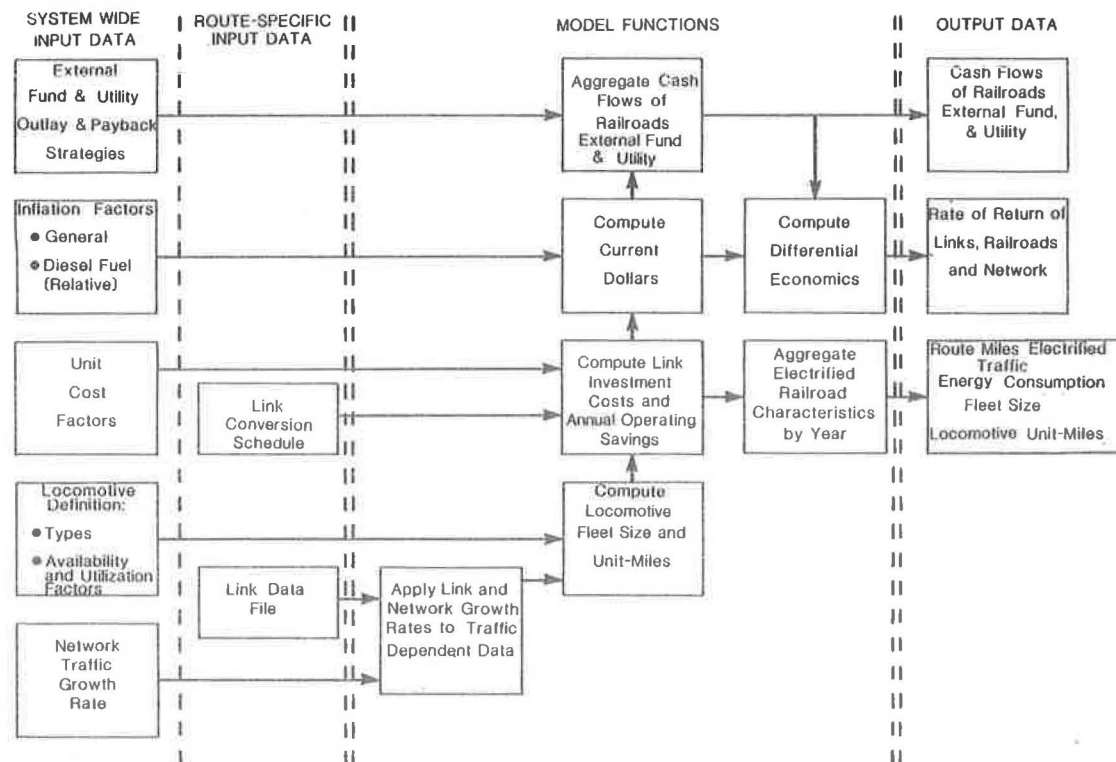 SYSTEM WIDE
INPUT DATA
ROUTE-SPECIFIC
INPUT DATA
MODEL FUNCTIONS
OUTPUT DATA
External
Fund & Utility
Outlay & Payback
Strategies
Aggregate Cash
Flows of
Railroads
External Fund
& Utility
Cash Flows
of Railroads
External Fund,
& Utility
Inflation Factors
● General
● Diesel Fuel
(Relative)
Compute
Current
Dollars
Compute
Differential
Economics
Rate of Return of
Links, Railroads
and Network
Unit
Cost
Factors
Link
Conversion
Schedule
Compute Link
Investment
Costs and
Annual Operating
Savings
Aggregate
Electrified
Railroad
Characteristics
by Year
Route Miles Electrified
Traffic
Energy Consumption
Fleet Size
Locomotive Unit-Miles
Locomotive
Definition:
● Types
● Availability
and Utilization
Factors
Compute
Locomotive
Fleet Size and
Unit-Miles
Link Data
File
Apply Link and
Network Growth
Rates to Traffic
Dependent Data
Network
Traffic
Growth
Rate